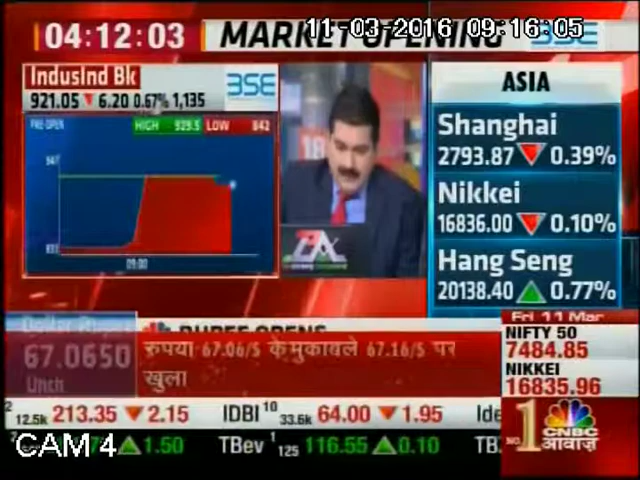 04:12:03
MARKET OPENING
11-03-2016 09:16:05
BSE
IndusInd Bk
921.05 6.20 0.67% 1,135
BSE
PRE-OPEN
HIGH 929.5 LOW 842
09:00
18
ASIA
Shanghai
2793.87 0.39%
Nikkei
16836.00 0.10%
Hang Seng
20138.40 0.77%
Fri, 11 Mar
67.0650
Unch
RUPEE OPENS
रुपया 67.06/$ के मुकाबले 67.16/$ पर
खुला
NIFTY 50
7484.85
NIKKEI
16835.96
12.5k 213.35 2.15 IDBI 10 33.6k 64.00 1.95 Ide
CAM 4
1.50 TBev 1 125 116.55 0.10 TB
NO. 1
CNBC
आवाज़